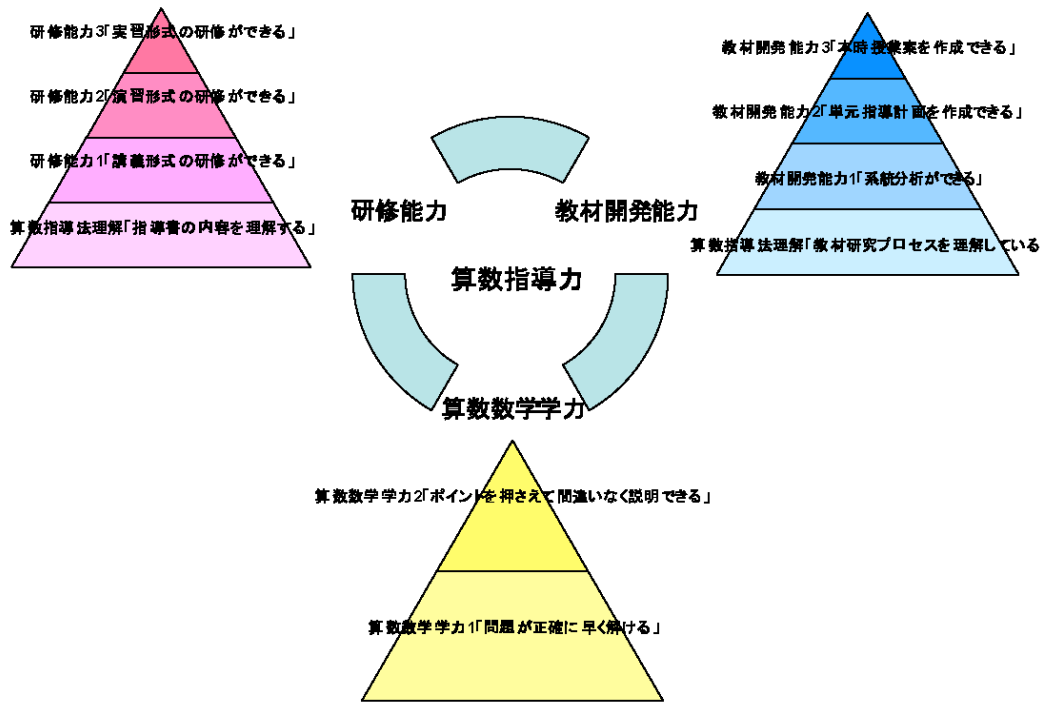 研修能力3「実習形式の研修ができる」
研修能力2「演習形式の研修ができる」
研修能力1「講義形式の研修ができる」
算数指導法理解「指導書の内容を理解する」
教材開発能力3「本時授業案を作成できる」
教材開発能力2「単元指導計画を作成できる」
教材開発能力1「系統分析ができる」
算数指導法理解「教材研究プロセスを理解している
研修能力
教材開発能力
算数指導力
算数数学学力
算数数学学力2「ポイントを押さえて間違いなく説明できる」
算数数学学力1「問題が正確に早く解ける」